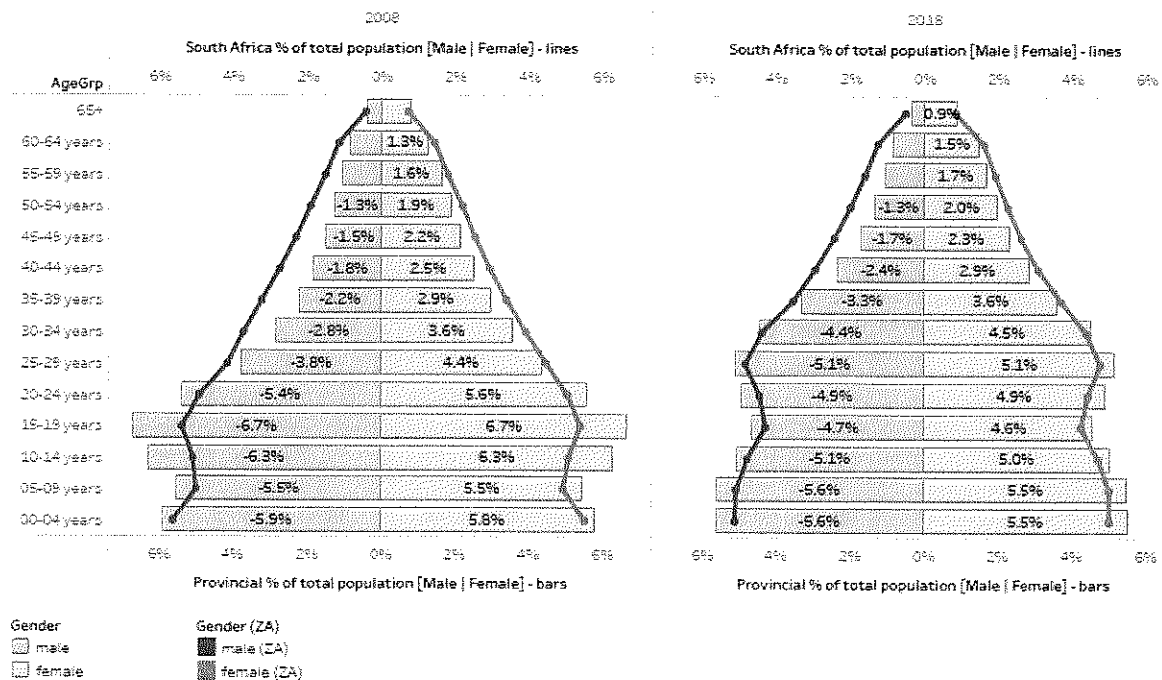 2008
South Africa % of total population [Male | Female] - lines
6% 4% 2% 0% 2% 4% 6%
AgeGrp
65+
60-64 years 1.3%
55-59 years 1.6%
50-54 years -1.3% 1.9%
45-49 years -1.5% 2.2%
40-44 years -1.8% 2.5%
35-39 years -2.2% 2.9%
30-34 years -2.8% 3.6%
25-29 years -3.8% 4.4%
20-24 years -5.4% 5.6%
15-19 years -6.7% 6.7%
10-14 years -6.3% 6.3%
05-09 years -5.5% 5.5%
00-04 years -5.9% 5.8%
6% 4% 2% 0% 2% 4% 6%
Provincial % of total population [Male | Female] - bars
2018
South Africa % of total population [Male | Female] - lines
6% 4% 2% 0% 2% 4% 6%
0.9%
1.5%
1.7%
-1.3% 2.0%
-1.7% 2.3%
-2.4% 2.9%
-3.3% 3.6%
-4.4% 4.5%
-5.1% 5.1%
-4.9% 4.9%
-4.7% 4.6%
-5.1% 5.0%
-5.6% 5.5%
-5.6% 5.5%
6% 4% 2% 0% 2% 4% 6%
Provincial % of total population [Male | Female] - bars
Gender
male
female
Gender (ZA)
male (ZA)
female (ZA)